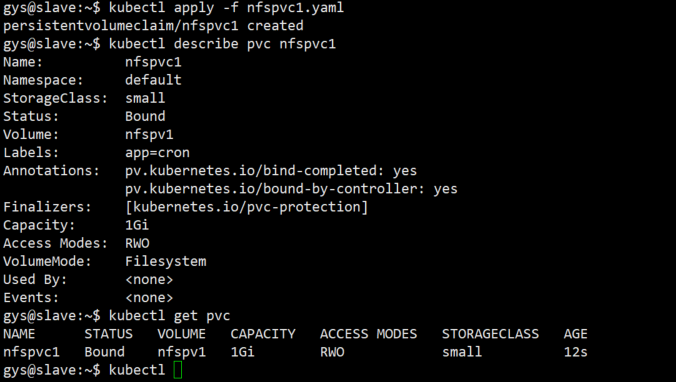 gys@slave:~$ kubectl apply -f nfspvc1.yaml
persistentvolumeclaim/nfspvc1 created
gys@slave:~$ kubectl describe pvc nfspvc1
Name:          nfspvc1
Namespace:     default
StorageClass:  small
Status:        Bound
Volume:        nfspv1
Labels:        app=cron
Annotations:   pv.kubernetes.io/bind-completed: yes
               pv.kubernetes.io/bound-by-controller: yes
Finalizers:    [kubernetes.io/pvc-protection]
Capacity:      1Gi
Access Modes:  RWO
VolumeMode:    Filesystem
Used By:       <none>
Events:        <none>
gys@slave:~$ kubectl get pvc
NAME      STATUS   VOLUME   CAPACITY   ACCESS MODES   STORAGECLASS   AGE
nfspvc1   Bound    nfspv1   1Gi        RWO            small          12s
gys@slave:~$ kubectl